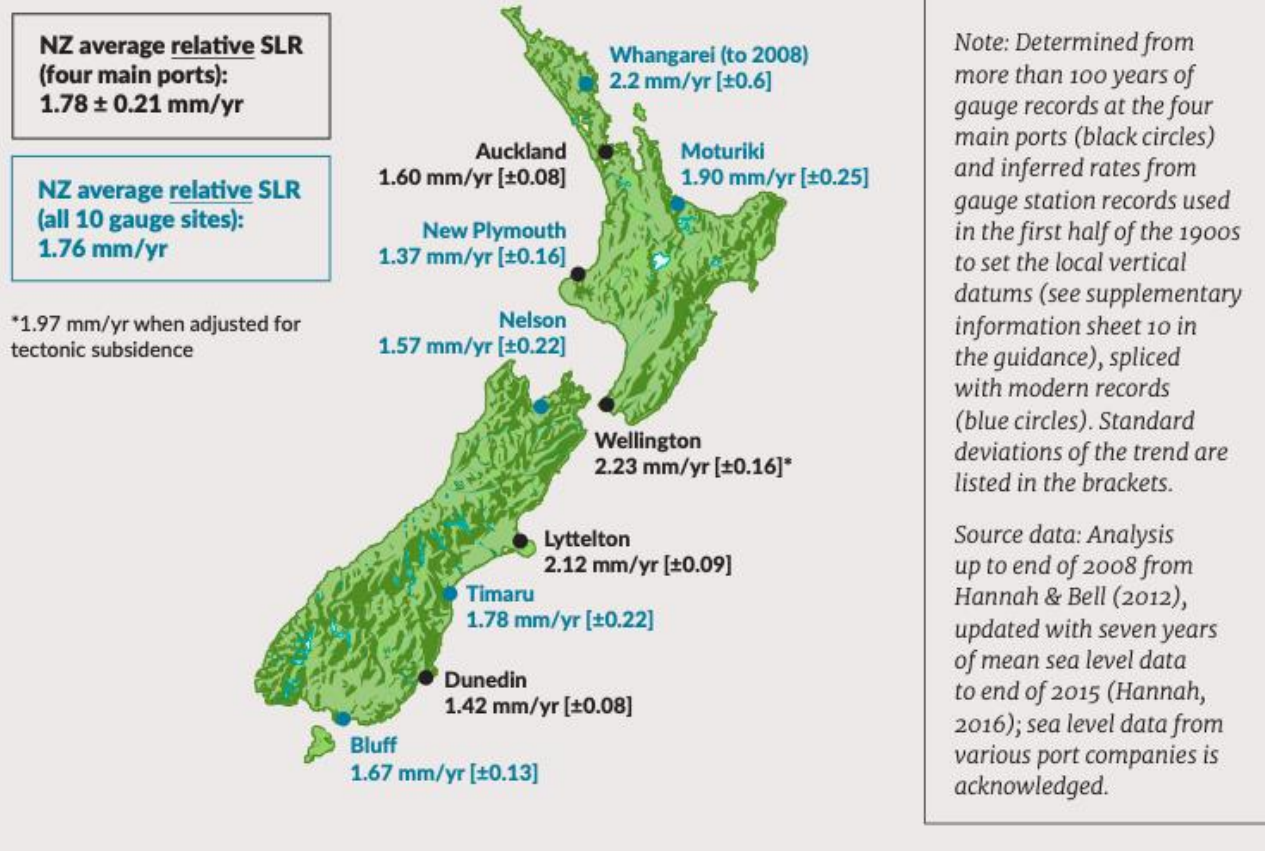 NZ average relative SLR
(four main ports):
1.78 ± 0.21 mm/yr
NZ average relative SLR
(all 10 gauge sites):
1.76 mm/yr
*1.97 mm/yr when adjusted for
tectonic subsidence
Whangarei (to 2008)
2.2 mm/yr [±0.6]
Auckland
1.60 mm/yr [±0.08]
Moturiki
1.90 mm/yr [±0.25]
New Plymouth
1.37 mm/yr [±0.16]
Nelson
1.57 mm/yr [±0.22]
Wellington
2.23 mm/yr [±0.16]*
Lyttelton
2.12 mm/yr [±0.09]
Timaru
1.78 mm/yr [±0.22]
Dunedin
1.42 mm/yr [±0.08]
Bluff
1.67 mm/yr [±0.13]
Note: Determined from
more than 100 years of
gauge records at the four
main ports (black circles)
and inferred rates from
gauge station records used
in the first half of the 1900s
to set the local vertical
datums (see supplementary
information sheet 10 in
the guidance), spliced
with modern records
(blue circles). Standard
deviations of the trend are
listed in the brackets.
Source data: Analysis
up to end of 2008 from
Hannah & Bell (2012),
updated with seven years
of mean sea level data
to end of 2015 (Hannah,
2016); sea level data from
various port companies is
acknowledged.